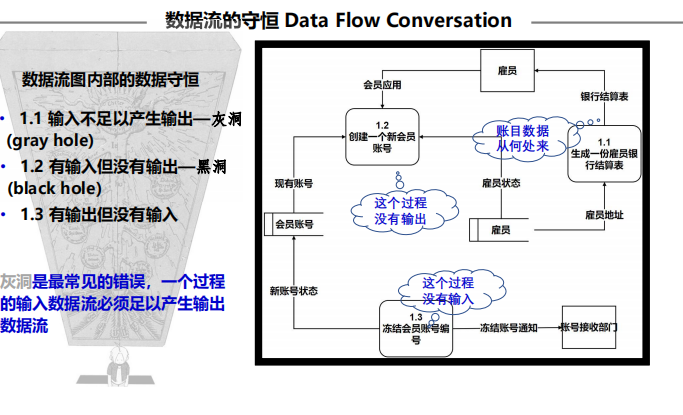 数据流的守恒 Data Flow Conversation
数据流图内部的数据守恒
• 1.1 输入不足以产生输出—灰洞
(gray hole)
• 1.2 有输入但没有输出—黑洞
(black hole)
• 1.3 有输出但没有输入
灰洞是最常见的错误，一个过程
的输入数据流必须足以产生输出
数据流
雇员
会员应用
银行结算表
1.2
创建一个新会员
账号
账目数据
从何处来
1.1
生成一份雇员银
行结算表
现有账号
雇员状态
这个过程
没有输出
雇员地址
会员账号
雇员
新账号状态
这个过程
没有输入
1.3
冻结会员账号编
号
冻结账号通知
账号接收部门